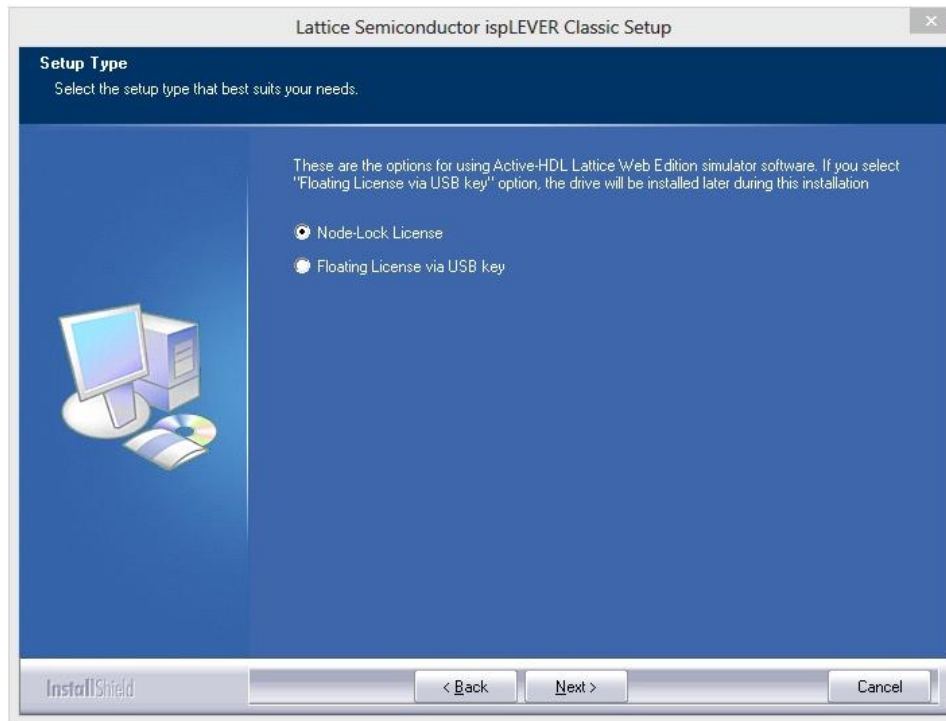 Lattice Semiconductor ispLEVER Classic Setup
Setup Type
Select the setup type that best suits your needs.
These are the options for using Active-HDL Lattice Web Edition simulator software. If you select
"Floating License via USB key" option, the drive will be installed later during this installation
Node-Lock License
Floating License via USB key
InstallShield
< Back
Next >
Cancel